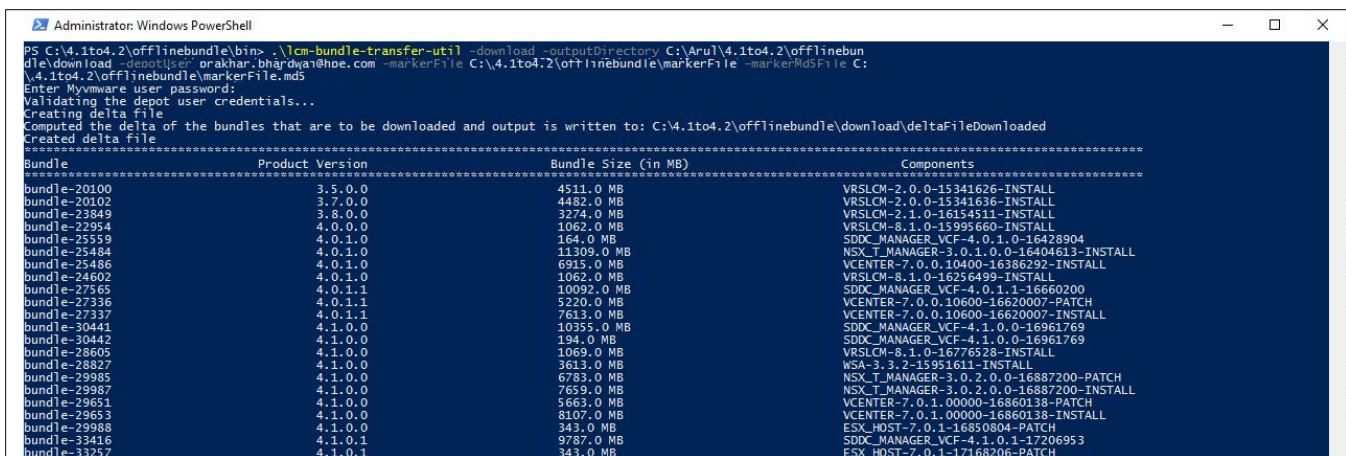 Administrator: Windows PowerShell
PS C:\4.1to4.2\offlinebundle\bin> .\lcm-bundle-transfer-util -download -outputDirectory C:\Arul\4.1to4.2\offlinebun
dle\download -depotUser prakhar.bhardwaj@hpe.com -markerFile C:\4.1to4.2\offlinebundle\markerFile -markerMd5File C:
\4.1to4.2\offlinebundle\markerFile.md5
Enter Myvmware user password:
Validating the depot user credentials...
Creating delta file
Computed the delta of the bundles that are to be downloaded and output is written to: C:\4.1to4.2\offlinebundle\download\deltaFileDownloaded
Created delta file
Bundle Product Version Bundle Size (in MB) Components
bundle-20100 3.5.0.0 4511.0 MB VRSLCM-2.0.0-15341626-INSTALL
bundle-20102 3.7.0.0 4482.0 MB VRSLCM-2.0.0-15341636-INSTALL
bundle-23849 3.8.0.0 3274.0 MB VRSLCM-2.1.0-16154511-INSTALL
bundle-22954 4.0.0.0 1062.0 MB VRSLCM-8.1.0-15995660-INSTALL
bundle-25559 4.0.1.0 164.0 MB SDDC_MANAGER_VCF-4.0.1.0-16428904
bundle-25484 4.0.1.0 11309.0 MB NSX_T_MANAGER-3.0.1.0.0-16404613-INSTALL
bundle-25486 4.0.1.0 6915.0 MB VCENTER-7.0.0.10400-16386292-INSTALL
bundle-24602 4.0.1.0 1062.0 MB VRSLCM-8.1.0-16256499-INSTALL
bundle-27565 4.0.1.1 10092.0 MB SDDC_MANAGER_VCF-4.0.1.1-16660200
bundle-27336 4.0.1.1 5220.0 MB VCENTER-7.0.0.10600-16620007-PATCH
bundle-27337 4.0.1.1 7613.0 MB VCENTER-7.0.0.10600-16620007-INSTALL
bundle-30441 4.1.0.0 10355.0 MB SDDC_MANAGER_VCF-4.1.0.0-16961769
bundle-30442 4.1.0.0 194.0 MB SDDC_MANAGER_VCF-4.1.0.0-16961769
bundle-28605 4.1.0.0 1069.0 MB VRSLCM-8.1.0-16776528-INSTALL
bundle-28827 4.1.0.0 3613.0 MB WSA-3.3.2-15951611-INSTALL
bundle-29985 4.1.0.0 6783.0 MB NSX_T_MANAGER-3.0.2.0.0-16887200-PATCH
bundle-29987 4.1.0.0 7659.0 MB NSX_T_MANAGER-3.0.2.0.0-16887200-INSTALL
bundle-29651 4.1.0.0 5663.0 MB VCENTER-7.0.1.00000-16860138-PATCH
bundle-29653 4.1.0.0 8107.0 MB VCENTER-7.0.1.00000-16860138-INSTALL
bundle-29988 4.1.0.0 343.0 MB ESX_HOST-7.0.1-16850804-PATCH
bundle-33416 4.1.0.1 9787.0 MB SDDC_MANAGER_VCF-4.1.0.1-17206953
bundle-33257 4.1.0.1 343.0 MB ESX_HOST-7.0.1-17168206-PATCH